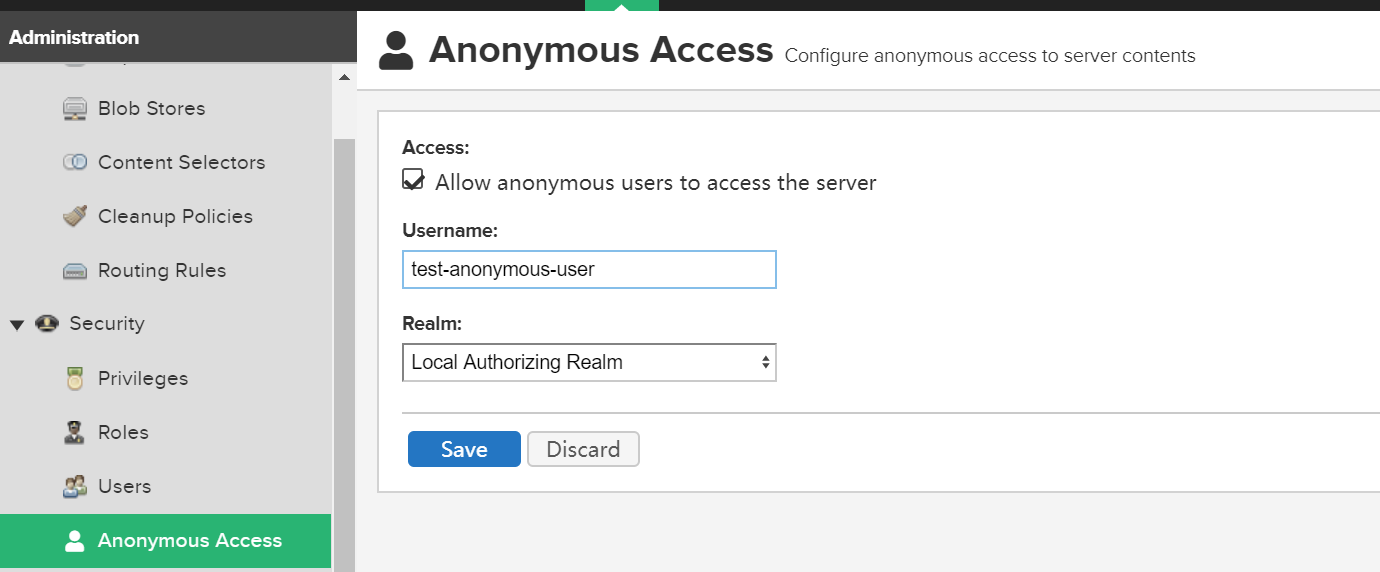 Administration
Blob Stores
Content Selectors
Cleanup Policies
Routing Rules
Security
Privileges
Roles
Users
Anonymous Access
Anonymous Access Configure anonymous access to server contents
Access:
Allow anonymous users to access the server
Username:
test-anonymous-user
Realm:
Local Authorizing Realm
Save Discard